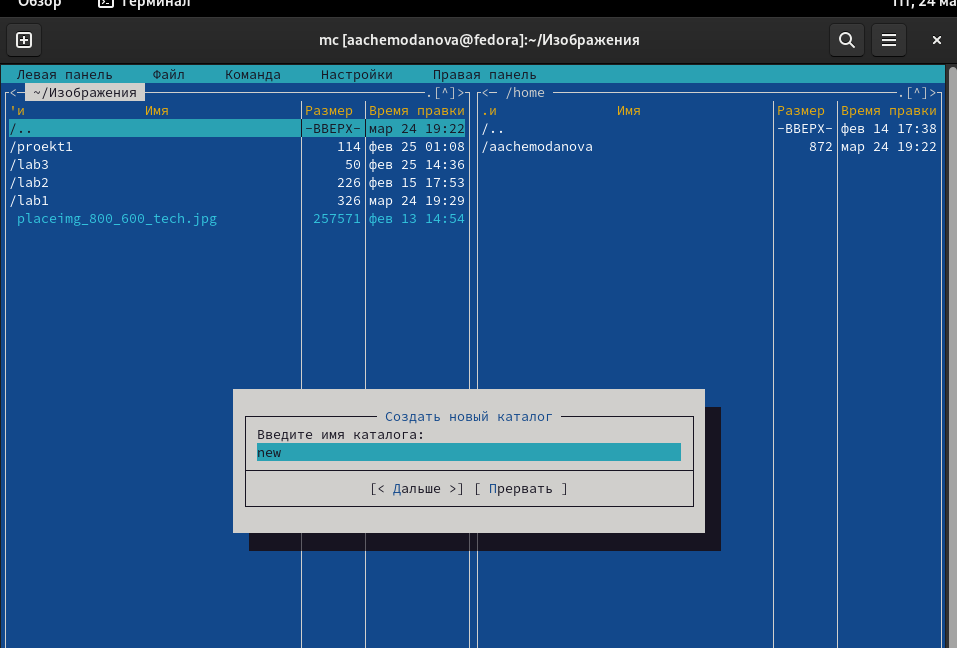 Обзор Терминал Пт, 24 ма
mc [aachemodanova@fedora]:~/Изображения
Левая панель Файл Команда Настройки Правая панель
<─ ~/Изображения .[^]> <─ /home .[^]>
'и Имя Размер Время правки .и Имя Размер Время правки
/.. -ВВЕРХ- мар 24 19:22 /.. -ВВЕРХ- фев 14 17:38
/proekt1 114 фев 25 01:08 /aachemodanova 872 мар 24 19:22
/lab3 50 фев 25 14:36
/lab2 226 фев 15 17:53
/lab1 326 мар 24 19:29
placeimg_800_600_tech.jpg 257571 фев 13 14:54
Создать новый каталог
Введите имя каталога:
new
[< Дальше >] [ Прервать ]